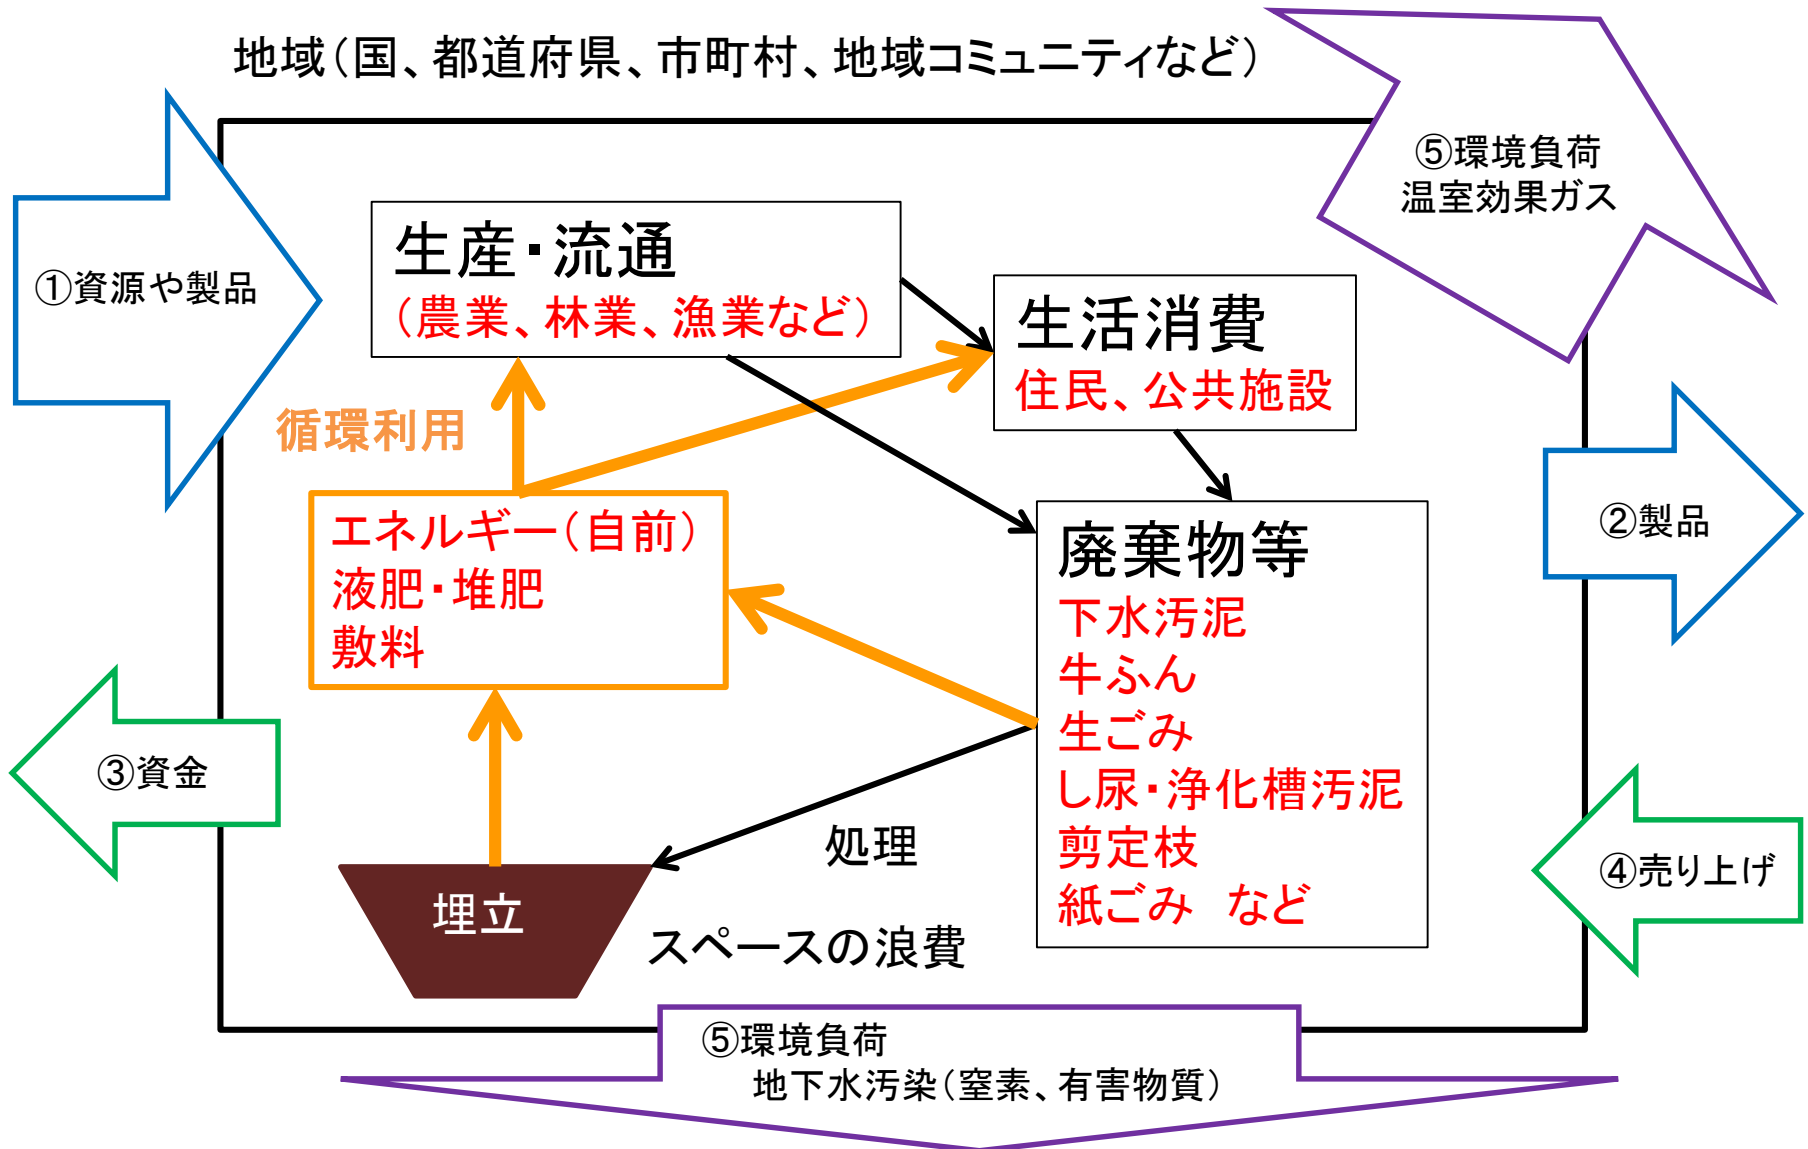 地域（国、都道府県、市町村、地域コミュニティなど）
⑤環境負荷
温室効果ガス
①資源や製品
生産・流通
（農業、林業、漁業など）
生活消費
住民、公共施設
循環利用
エネルギー（自前）
液肥・堆肥
敷料
廃棄物等
下水汚泥
牛ふん
生ごみ
し尿・浄化槽汚泥
剪定枝
紙ごみ　など
②製品
③資金
④売り上げ
処理
埋立
スペースの浪費
⑤環境負荷
地下水汚染（窒素、有害物質）